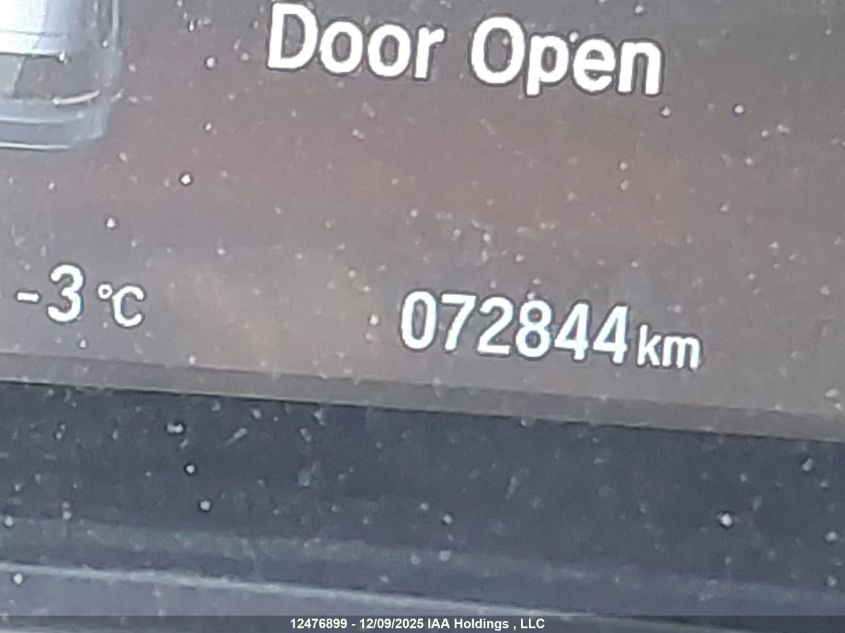 Door Open
-3 °C 072844 km
12476899 - 12/09/2025 IAA Holdings , LLC